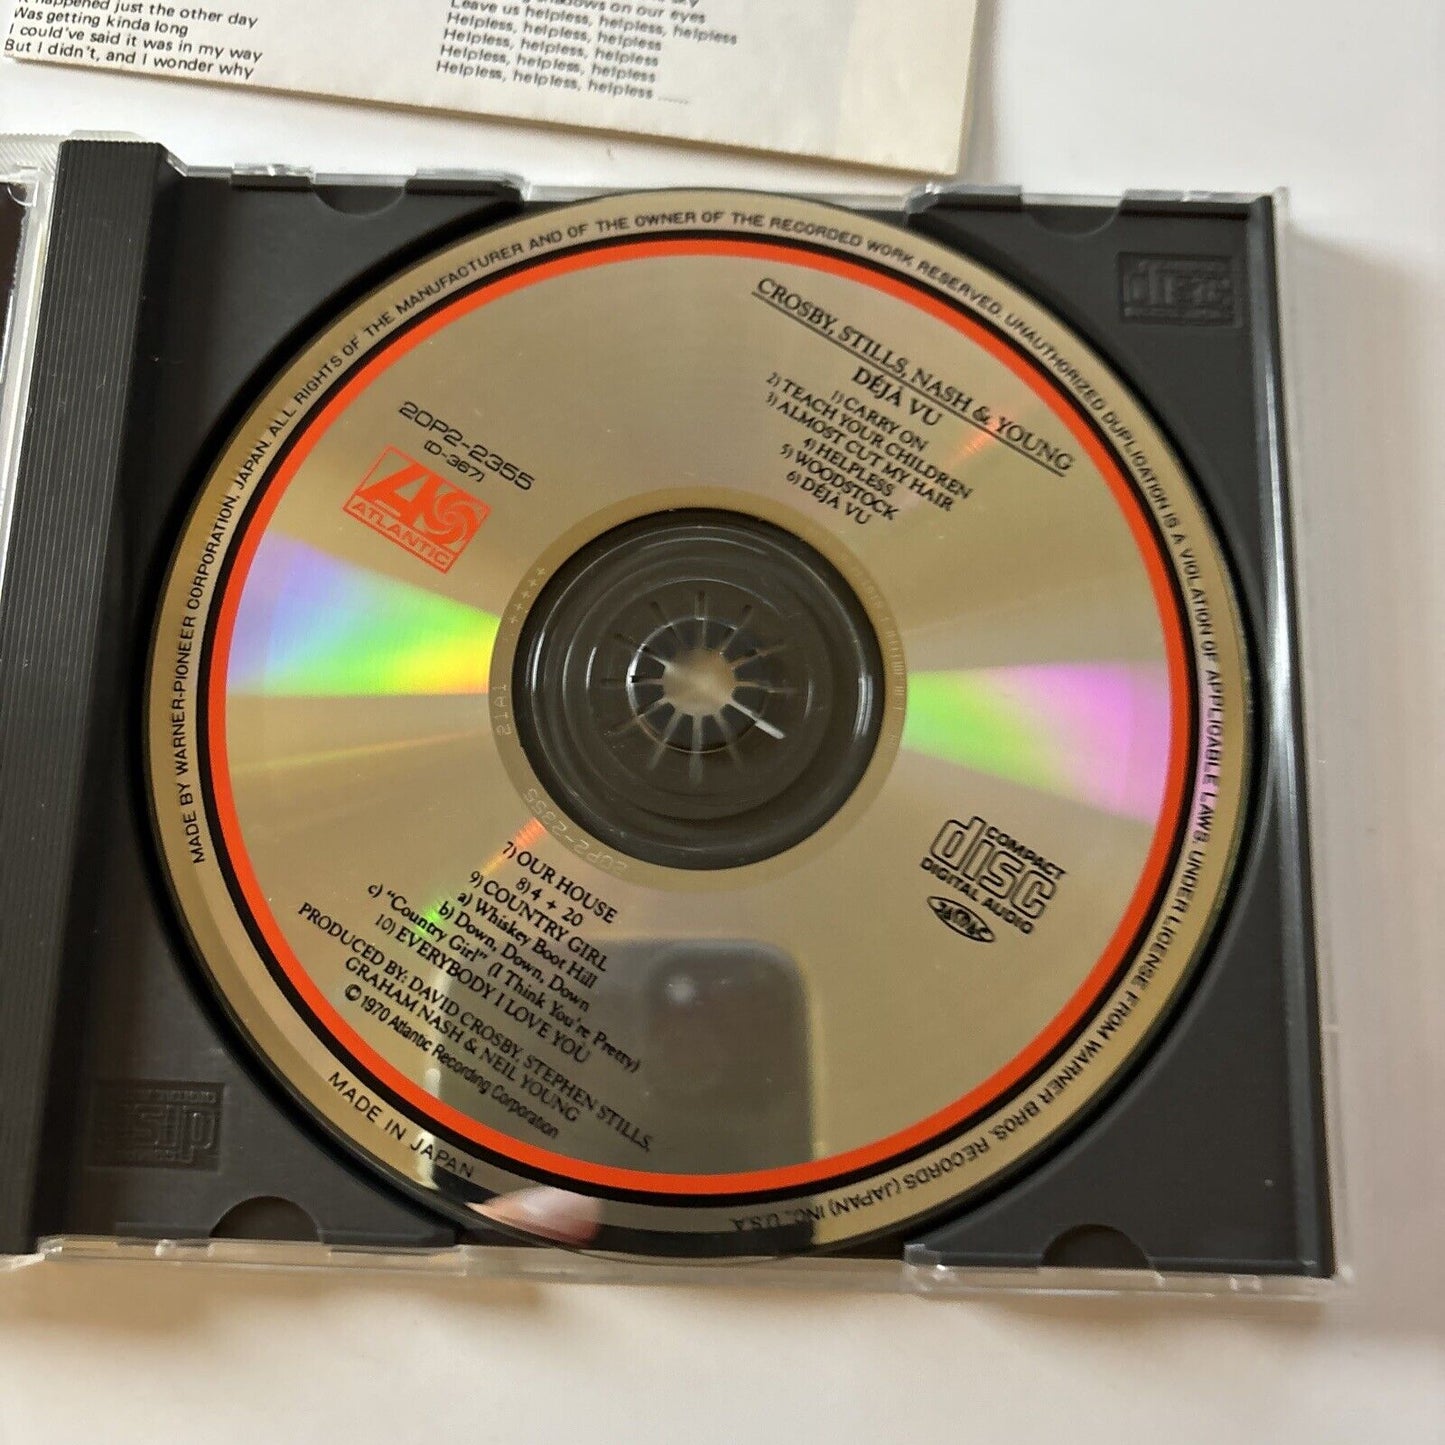 happened just the other day
Was getting kinda long
I could've said it was in my way
But I didn't, and I wonder why
on our eyes
Leave us helpless, helpless, helpless
Helpless, helpless, helpless
Helpless, helpless, helpless
Helpless, helpless, helpless
Helpless, helpless, helpless ......
MADE BY WARNER-PIONEER CORPORATION, JAPAN. ALL RIGHTS OF THE MANUFACTURER AND OF THE OWNER OF THE RECORDED WORK RESERVED. UNAUTHORIZED DUPLICATION IS A VIOLATION OF APPLICABLE LAWS. UNDER LICENSE FROM WARNER BROS. RECORDS (JAPAN) INC., U.S.A.
CROSBY, STILLS, NASH & YOUNG
DÉJÀ VU
1) CARRY ON
2) TEACH YOUR CHILDREN
3) ALMOST CUT MY HAIR
4) HELPLESS
5) WOODSTOCK
6) DÉJÀ VU
20P2-2355
(D-367)
ATLANTIC
21A1
20P2-2355
COMPACT
disc
DIGITAL AUDIO
7) OUR HOUSE
8) 4 + 20
9) COUNTRY GIRL
a) Whiskey Boot Hill
b) Down, Down, Down
c) "Country Girl" (I Think You're Pretty)
10) EVERYBODY I LOVE YOU
PRODUCED BY: DAVID CROSBY, STEPHEN STILLS,
GRAHAM NASH & NEIL YOUNG
© 1970 Atlantic Recording Corporation
MADE IN JAPAN
disc
disc